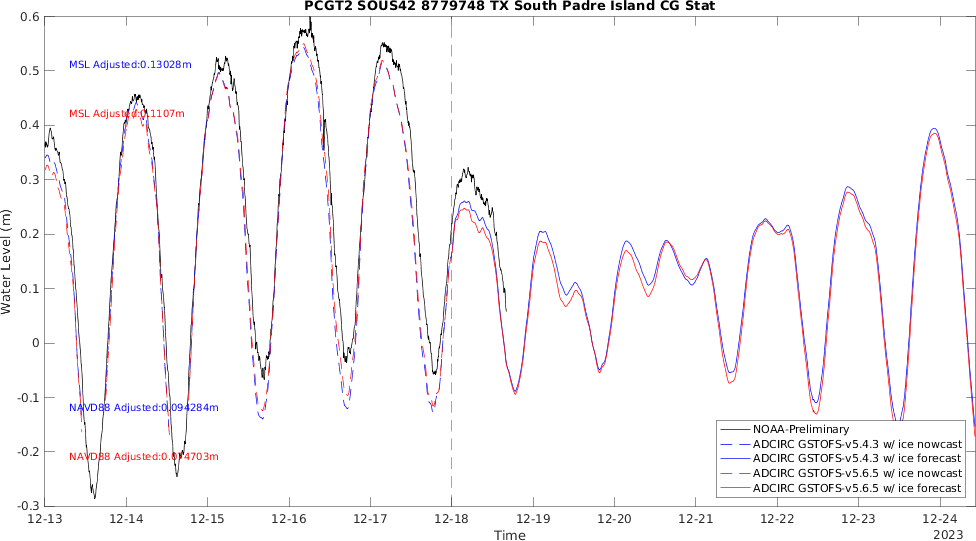 PCGT2 SOUS42 8779748 TX South Padre Island CG Stat
0.6
0.5
0.4
0.3
0.2
0.1
0
-0.1
-0.2
-0.3
Water Level (m)
MSL Adjusted:0.13028m
MSL Adjusted:0.1107m
NAVD88 Adjusted:0.094284m
NAVD88 Adjusted:0.074703m
NOAA-Preliminary
ADCIRC GSTOFS-v5.4.3 w/ ice nowcast
ADCIRC GSTOFS-v5.4.3 w/ ice forecast
ADCIRC GSTOFS-v5.6.5 w/ ice nowcast
ADCIRC GSTOFS-v5.6.5 w/ ice forecast
12-13 12-14 12-15 12-16 12-17 12-18 12-19 12-20 12-21 12-22 12-23 12-24
Time
2023